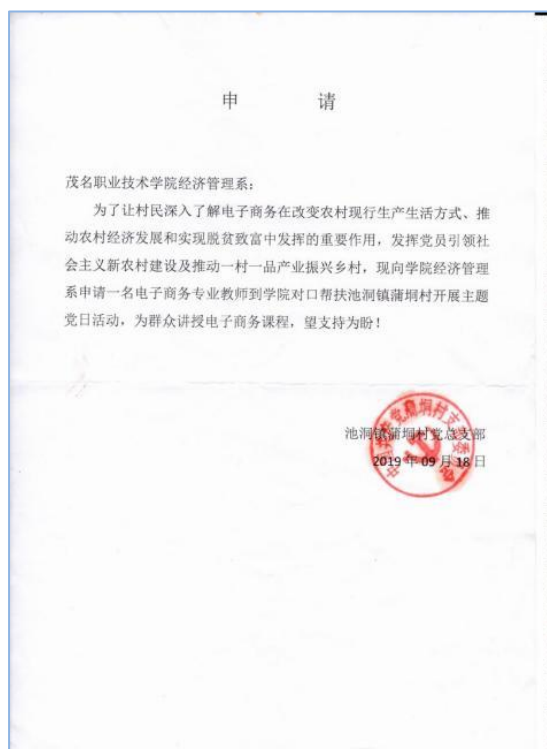 申 请
茂名职业技术学院经济管理系：
为了让村民深入了解电子商务在改变农村现行生产生活方式、推
动农村经济发展和实现脱贫致富中发挥的重要作用，发挥党员引领社
会主义新农村建设及推动一村一品产业振兴乡村，现向学院经济管理
系申请一名电子商务专业教师到学院对口帮扶池洞镇蒲垌村开展主题
党日活动，为群众讲授电子商务课程，望支持为盼！
池洞镇蒲垌村党总支部
2019 年 09 月 18 日